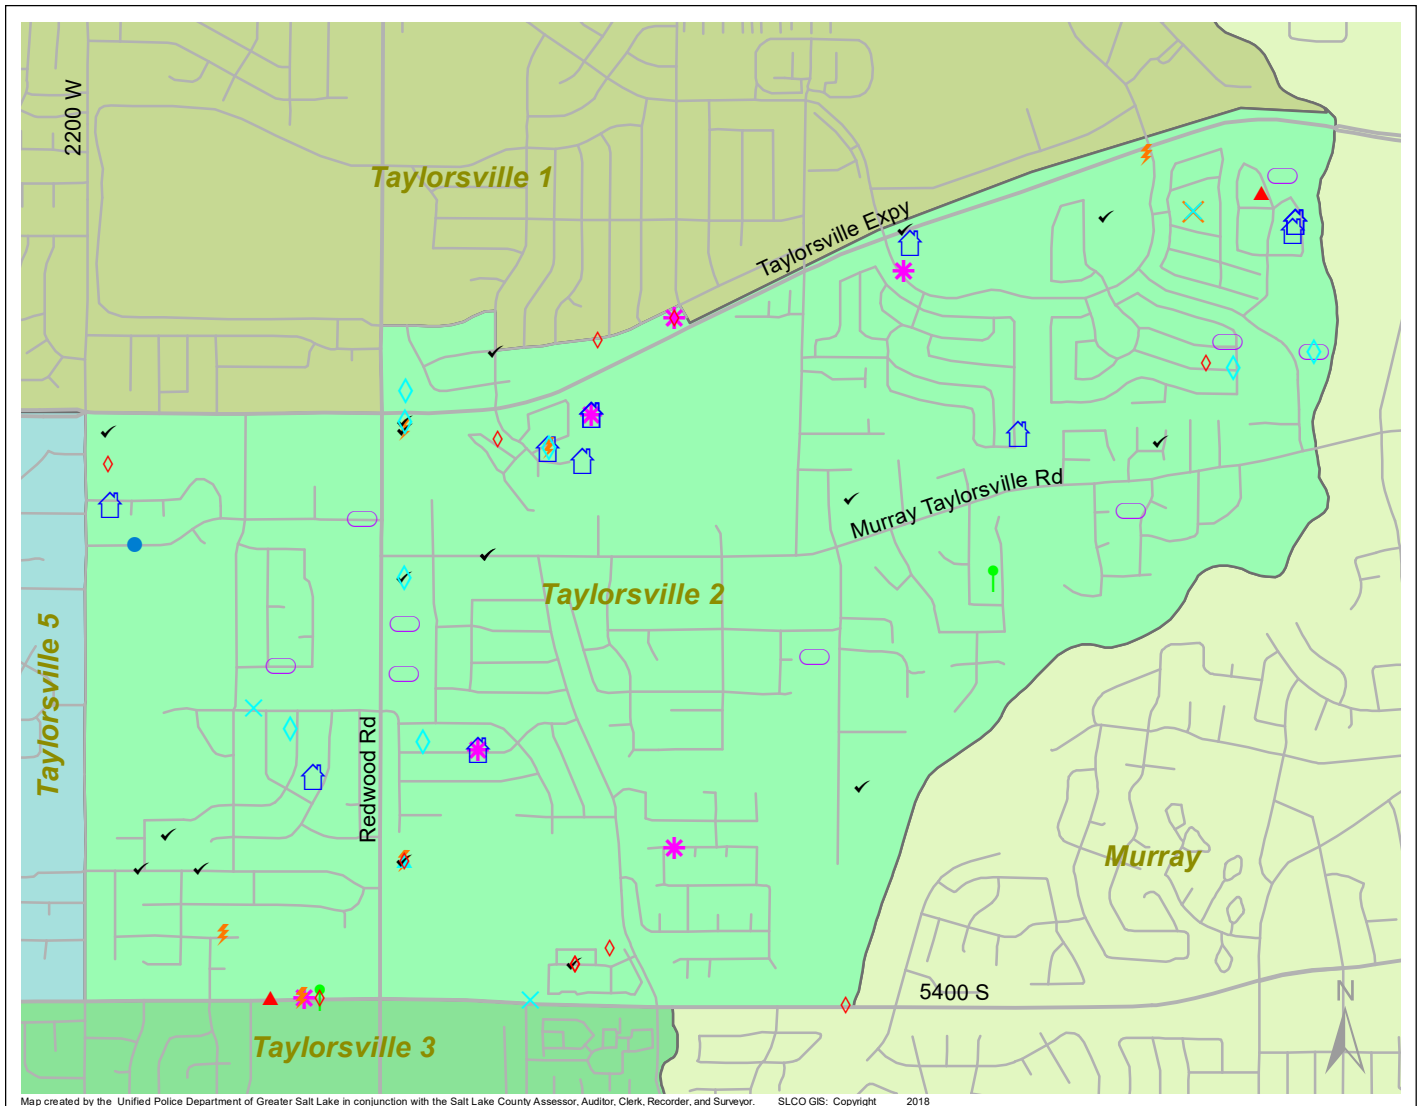 2200 W
Taylorsville 1
Taylorsville Expy
Murray Taylorsville Rd
Taylorsville 2
Taylorsville 5
Redwood Rd
Murray
5400 S
N
Taylorsville 3
Map created by the Unified Police Department of Greater Salt Lake in conjunction with the Salt Lake County Assessor, Auditor, Clerk, Recorder, and Surveyor. SLCO GIS: Copyright 2018